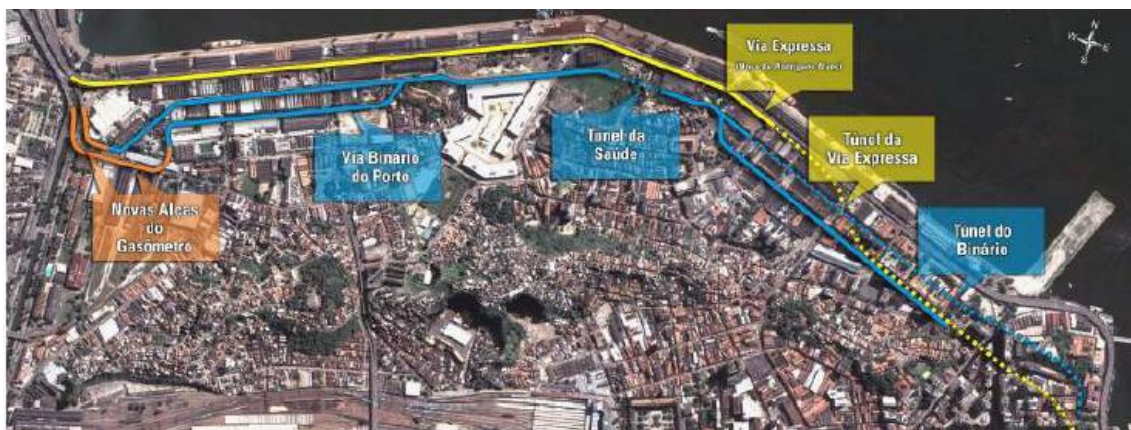 Via Expressa
Túnel da
Via Expressa
Túnel da
Saúde
Via Binário
do Porto
Túnel do
Binário
Novas Alças
do
Gasômetro
N
W
E
S